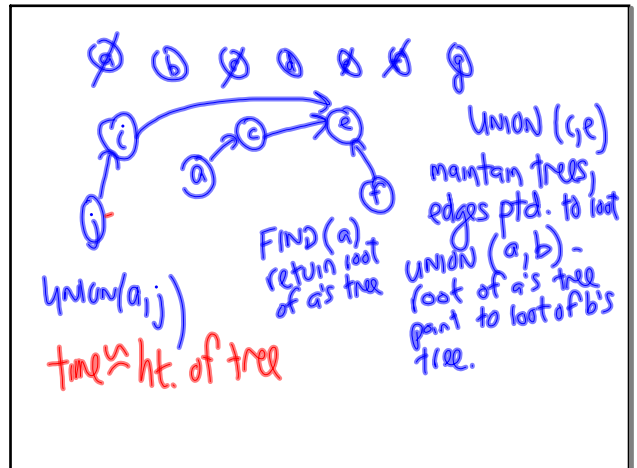 a b c d e f g
i c e
a
j f
UNION (c,e)
maintain trees,
edges ptd. to root
FIND(a)
return root
of a's tree
UNION (a,b) -
root of a's tree
point to root of b's
tree.
UNION(a,j)
time ≈ ht. of tree